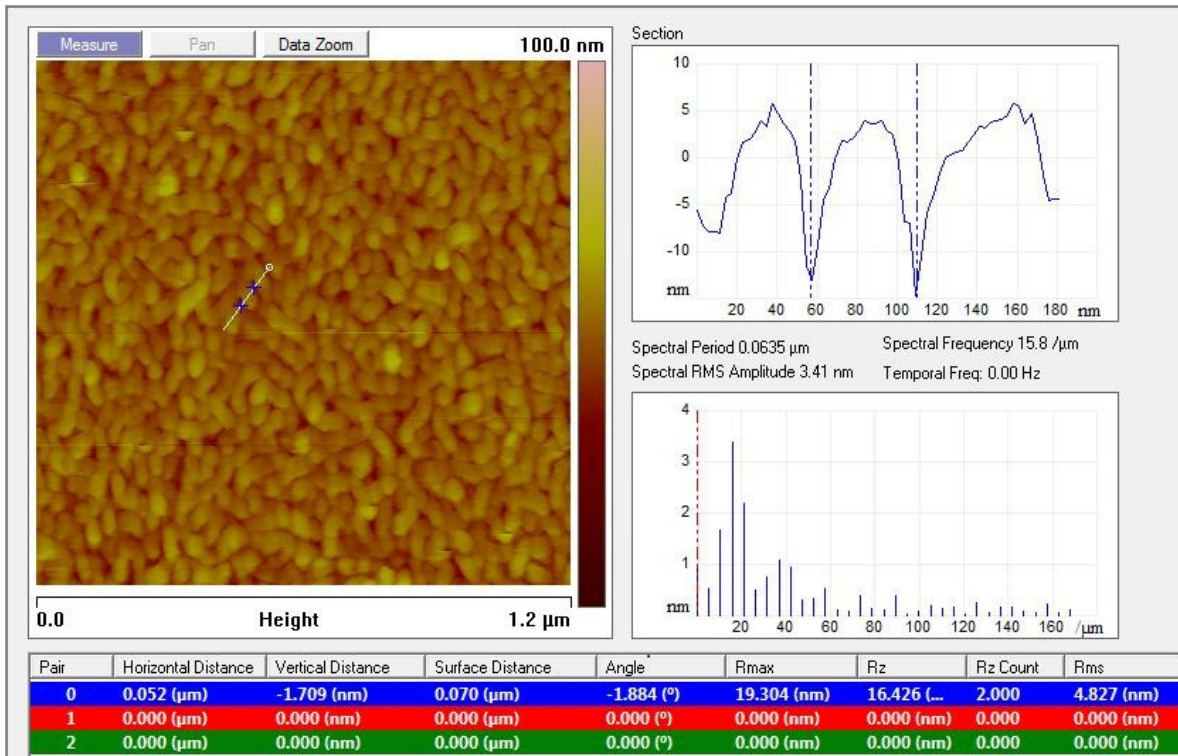 Measure Pan Data Zoom 100.0 nm
0.0 Height 1.2 µm
Section
10
5
0
-5
-10
nm
20 40 60 80 100 120 140 160 180 nm
Spectral Period 0.0635 µm Spectral Frequency 15.8 /µm
Spectral RMS Amplitude 3.41 nm Temporal Freq: 0.00 Hz
4
3
2
1
nm
20 40 60 80 100 120 140 160 /µm
Pair Horizontal Distance Vertical Distance Surface Distance Angle Rmax Rz Rz Count Rms
0 0.052 (µm) -1.709 (nm) 0.070 (µm) -1.884 (º) 19.304 (nm) 16.426 (... 2.000 4.827 (nm)
1 0.000 (µm) 0.000 (nm) 0.000 (µm) 0.000 (º) 0.000 (nm) 0.000 (nm) 0.000 0.000 (nm)
2 0.000 (µm) 0.000 (nm) 0.000 (µm) 0.000 (º) 0.000 (nm) 0.000 (nm) 0.000 0.000 (nm)